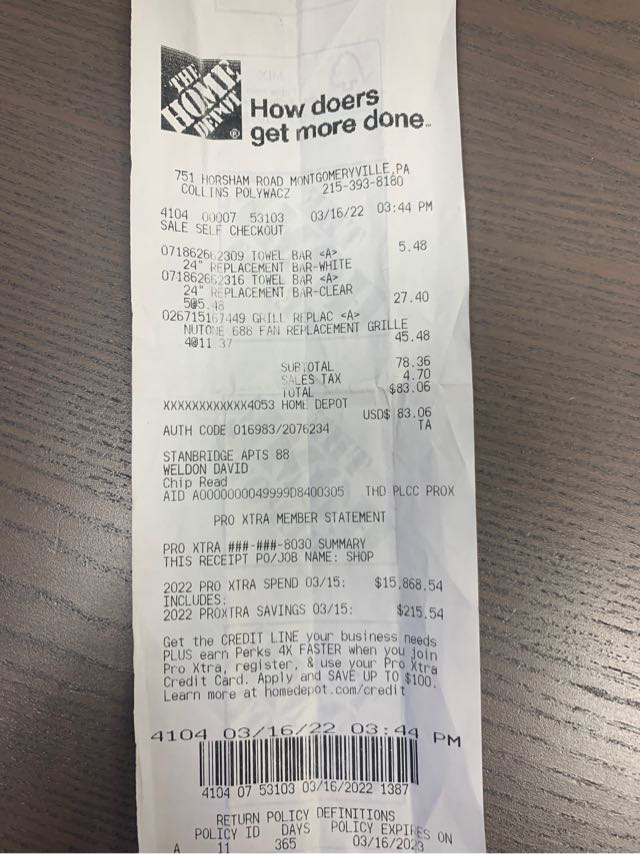 THE
HOME
DEPOT
®
How doers
get more done™
751 HORSHAM ROAD MONTGOMERYVILLE,PA
COLLINS POLYWACZ 215-393-8180
4104 00007 53103 03/16/22 03:44 PM
SALE SELF CHECKOUT
071862662309 TOWEL BAR <A> 5.48
24" REPLACEMENT BAR-WHITE
071862662316 TOWEL BAR <A>
24" REPLACEMENT BAR-CLEAR
5@5.48 27.40
026715167449 GRILL REPLAC <A>
NUTONE 688 FAN REPLACEMENT GRILLE
4@11.37 45.48
SUBTOTAL 78.36
SALES TAX 4.70
TOTAL $83.06
XXXXXXXXXXXX4053 HOME DEPOT
USD$ 83.06
AUTH CODE 016983/2076234 TA
STANBRIDGE APTS 88
WELDON DAVID
Chip Read
AID A0000000049999D8400305 THD PLCC PROX
PRO XTRA MEMBER STATEMENT
PRO XTRA ###-###-8030 SUMMARY
THIS RECEIPT PO/JOB NAME: SHOP
2022 PRO XTRA SPEND 03/15: $15,868.54
INCLUDES:
2022 PROXTRA SAVINGS 03/15: $215.54
Get the CREDIT LINE your business needs
PLUS earn Perks 4X FASTER when you join
Pro Xtra, register, & use your Pro Xtra
Credit Card. Apply and SAVE UP TO $100.
Learn more at homedepot.com/credit
4104 03/16/22 03:44 PM
4104 07 53103 03/16/2022 1387
RETURN POLICY DEFINITIONS
POLICY ID DAYS POLICY EXPIRES ON
A 11 365 03/16/2023